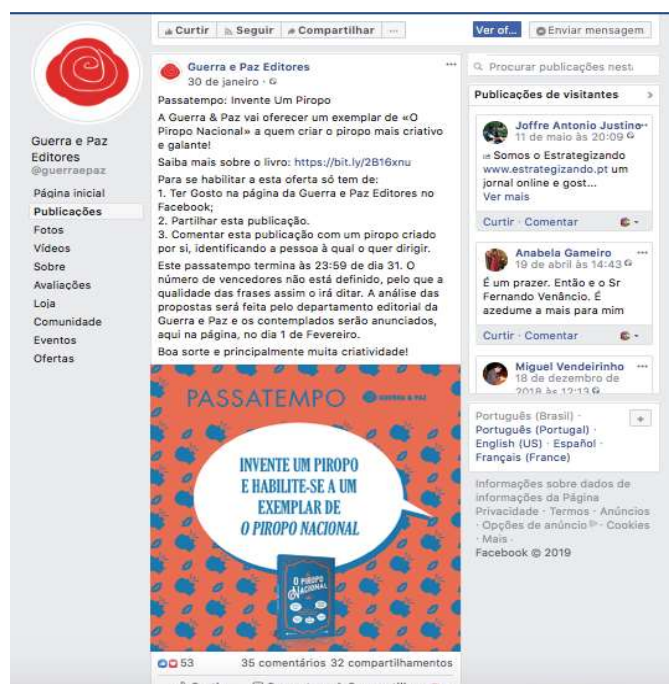 Curtir Seguir Compartilhar ...
Ver of... Enviar mensagem
Guerra e Paz
Editores
@guerraepaz
Página inicial
Publicações
Fotos
Vídeos
Sobre
Avaliações
Loja
Comunidade
Eventos
Ofertas
Guerra e Paz Editores
30 de janeiro ·
Passatempo: Invente Um Piropo
A Guerra & Paz vai oferecer um exemplar de «O
Piropo Nacional» a quem criar o piropo mais criativo
e galante!
Saiba mais sobre o livro: https://bit.ly/2B16xnu
Para se habilitar a esta oferta só tem de:
1. Ter Gosto na página da Guerra e Paz Editores no
Facebook;
2. Partilhar esta publicação.
3. Comentar esta publicação com um piropo criado
por si, identificando a pessoa à qual o quer dirigir.
Este passatempo termina às 23:59 de dia 31. O
número de vencedores não está definido, pelo que a
qualidade das frases assim o irá ditar. A análise das
propostas será feita pelo departamento editorial da
Guerra e Paz e os contemplados serão anunciados,
aqui na página, no dia 1 de Fevereiro.
Boa sorte e principalmente muita criatividade!
PASSATEMPO GUERRA & PAZ
INVENTE UM PIROPO
E HABILITE-SE A UM
EXEMPLAR DE
O PIROPO NACIONAL
O PIROPO
NACIONAL
53 35 comentários 32 compartilhamentos
Procurar publicações nest
Publicações de visitantes
Joffre Antonio Justino
11 de maio às 20:09
Somos o Estrategizando
www.estrategizando.pt um
jornal online e gost...
Ver mais
Curtir · Comentar
Anabela Gameiro
19 de abril às 14:43
É um prazer. Então e o Sr
Fernando Venâncio. É
azedume a mais para mim
Curtir · Comentar
Miguel Vendeirinho
18 de dezembro de
2018 às 12:13
Português (Brasil) ·
Português (Portugal) ·
English (US) · Español ·
Français (France)
Informações sobre dados de
informações da Página
Privacidade · Termos · Anúncios
· Opções de anúncio · Cookies
· Mais ·
Facebook © 2019